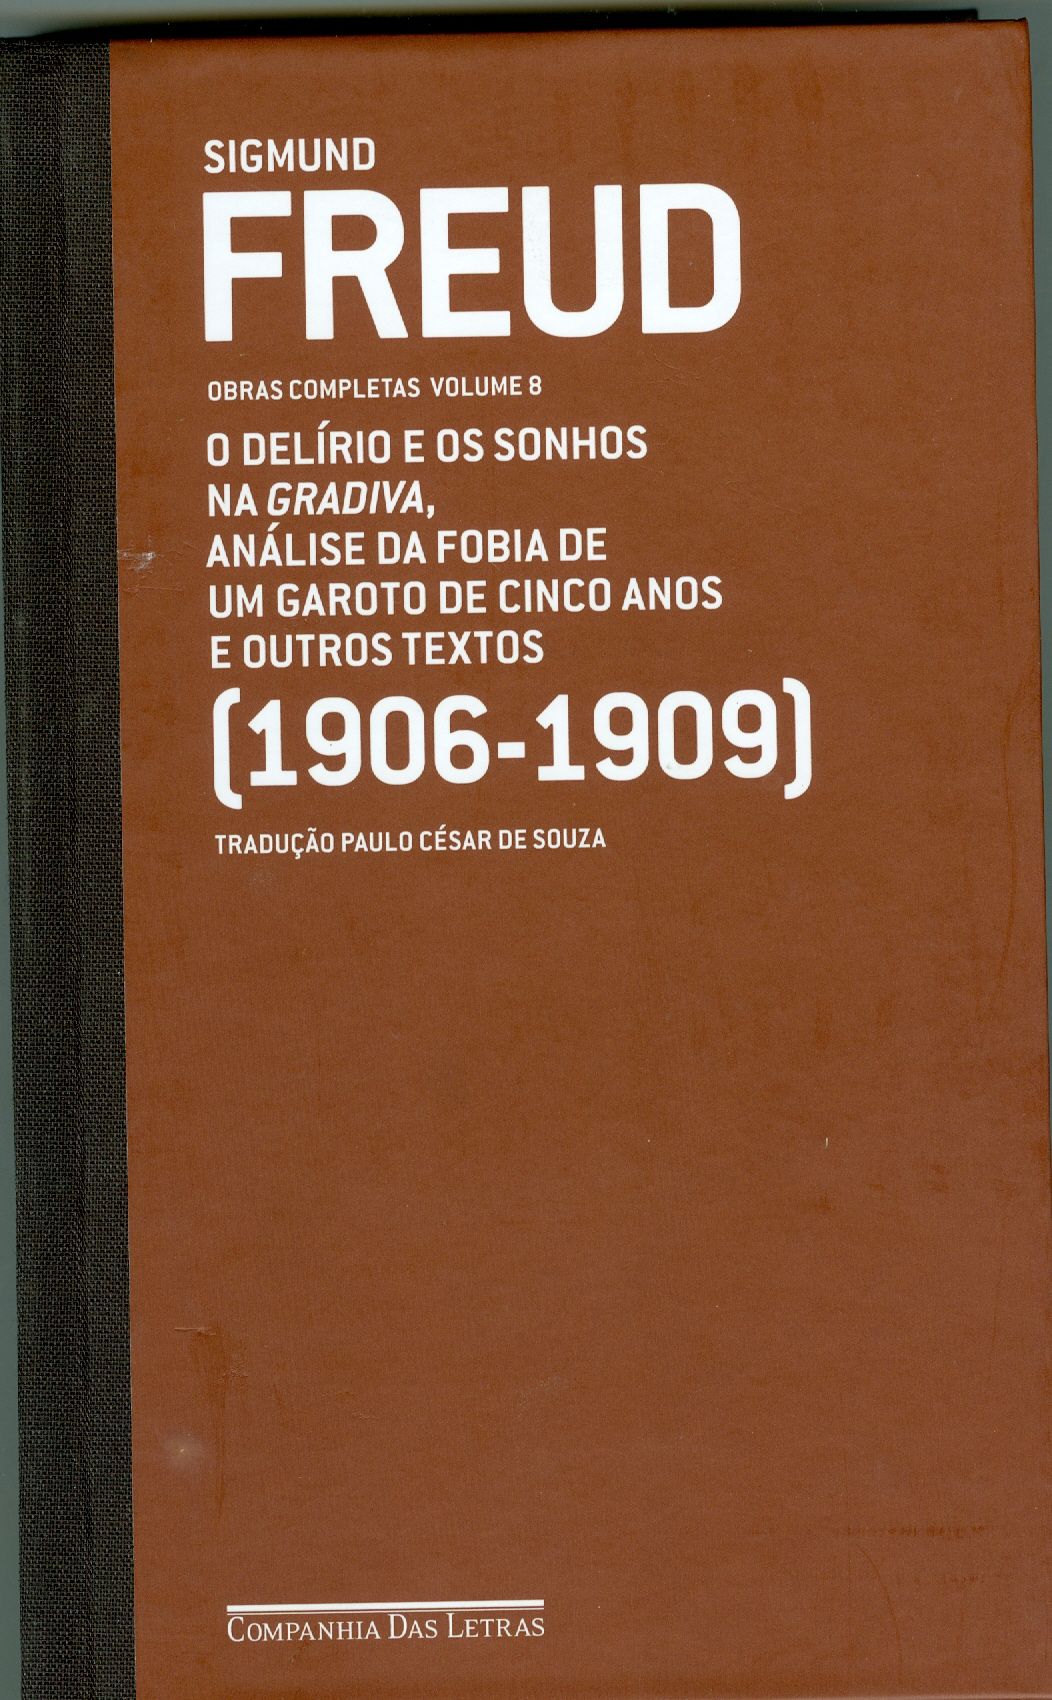 SIGMUND
FREUD
OBRAS COMPLETAS VOLUME 8
O DELÍRIO E OS SONHOS
NA GRADIVA,
ANÁLISE DA FOBIA DE
UM GAROTO DE CINCO ANOS
E OUTROS TEXTOS
(1906-1909)
TRADUÇÃO PAULO CÉSAR DE SOUZA
COMPANHIA DAS LETRAS